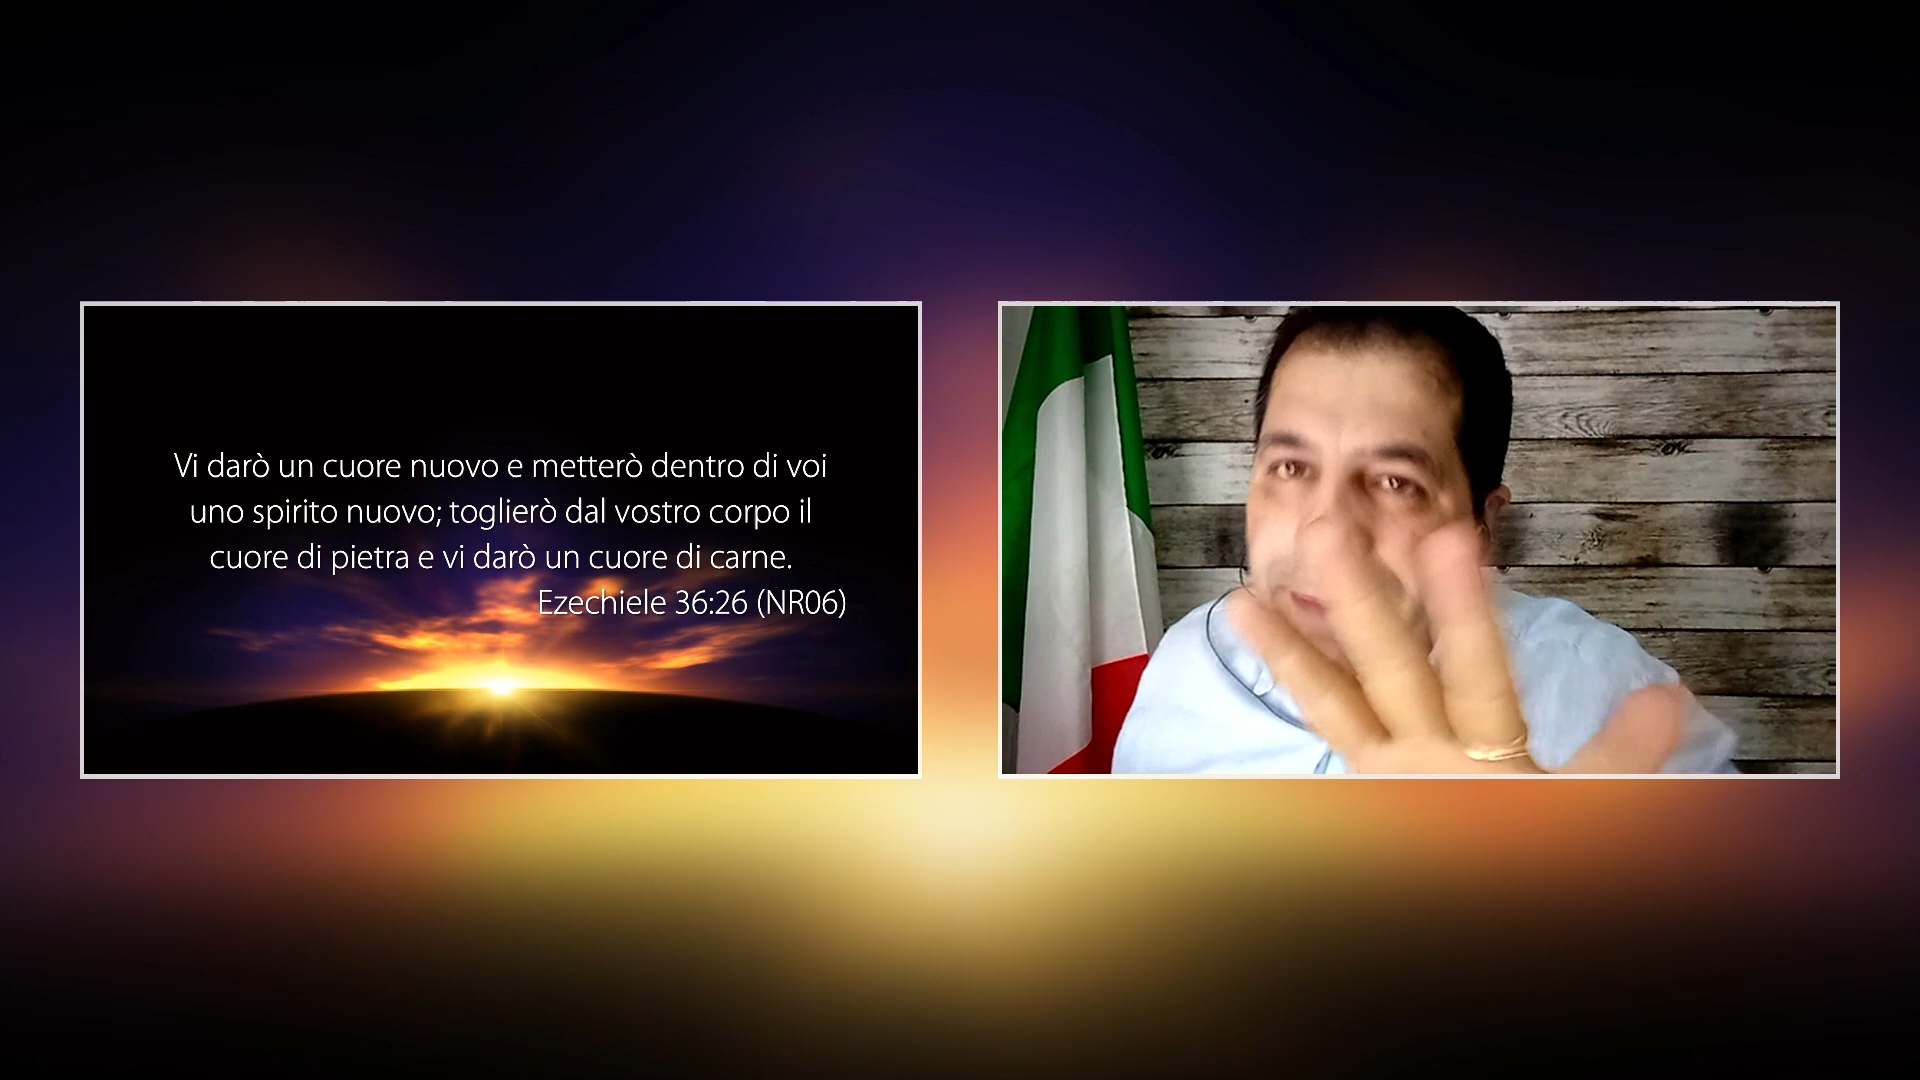 Vi darò un cuore nuovo e metterò dentro di voi
uno spirito nuovo; toglierò dal vostro corpo il
cuore di pietra e vi darò un cuore di carne.
Ezechiele 36:26 (NR06)